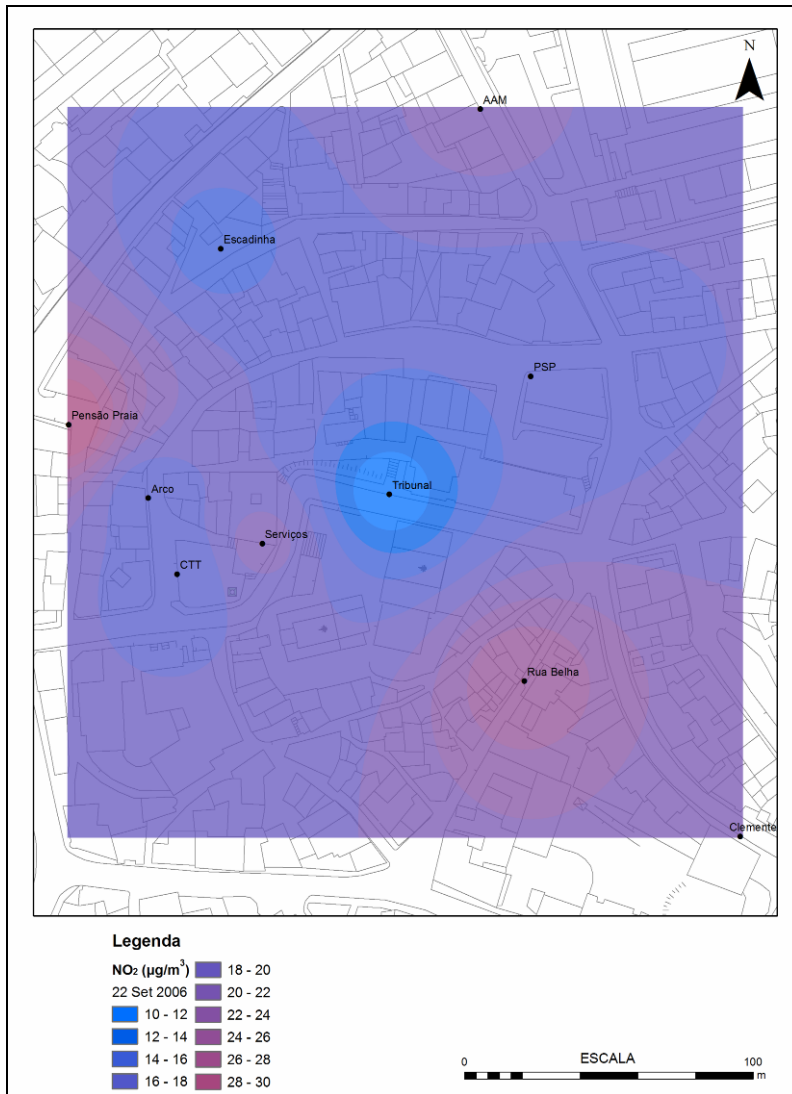 N
AAM
Escadinha
PSP
Pensão Praia
Arco
Tribunal
Serviços
CTT
Rua Belha
Clemente
Legenda
NO₂ (µg/m³)
22 Set 2006
10 - 12
12 - 14
14 - 16
16 - 18
18 - 20
20 - 22
22 - 24
24 - 26
26 - 28
28 - 30
0 ESCALA 100
m